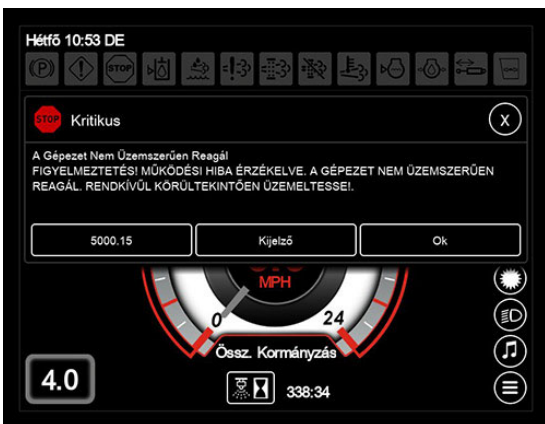 Hétfő 10:53 DE
(P)
STOP
STOP Kritikus
X
A Gépezet Nem Üzemszerűen Reagál
FIGYELMEZTETÉS! MŰKÖDÉSI HIBA ÉRZÉKELVE. A GÉPEZET NEM ÜZEMSZERŰEN
REAGÁL. RENDKÍVŰL KÖRÜLTEKINTŐEN ÜZEMELTESSE!.
5000.15 Kijelző Ok
MPH
0 24
Össz. Kormányzás
4.0
338:34